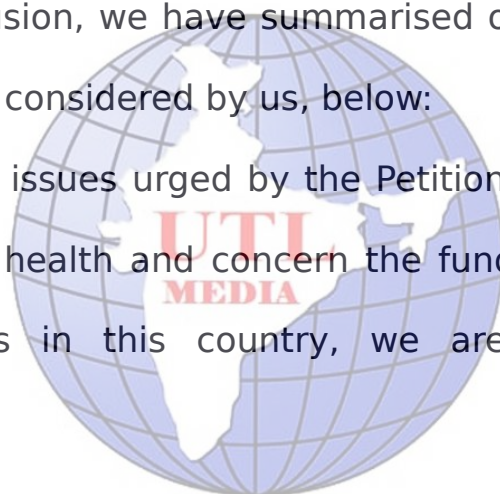 sion, we have summarised
considered by us, below:
issues urged by the Petition
UTL
health and concern the fund
MEDIA
s in this country, we are